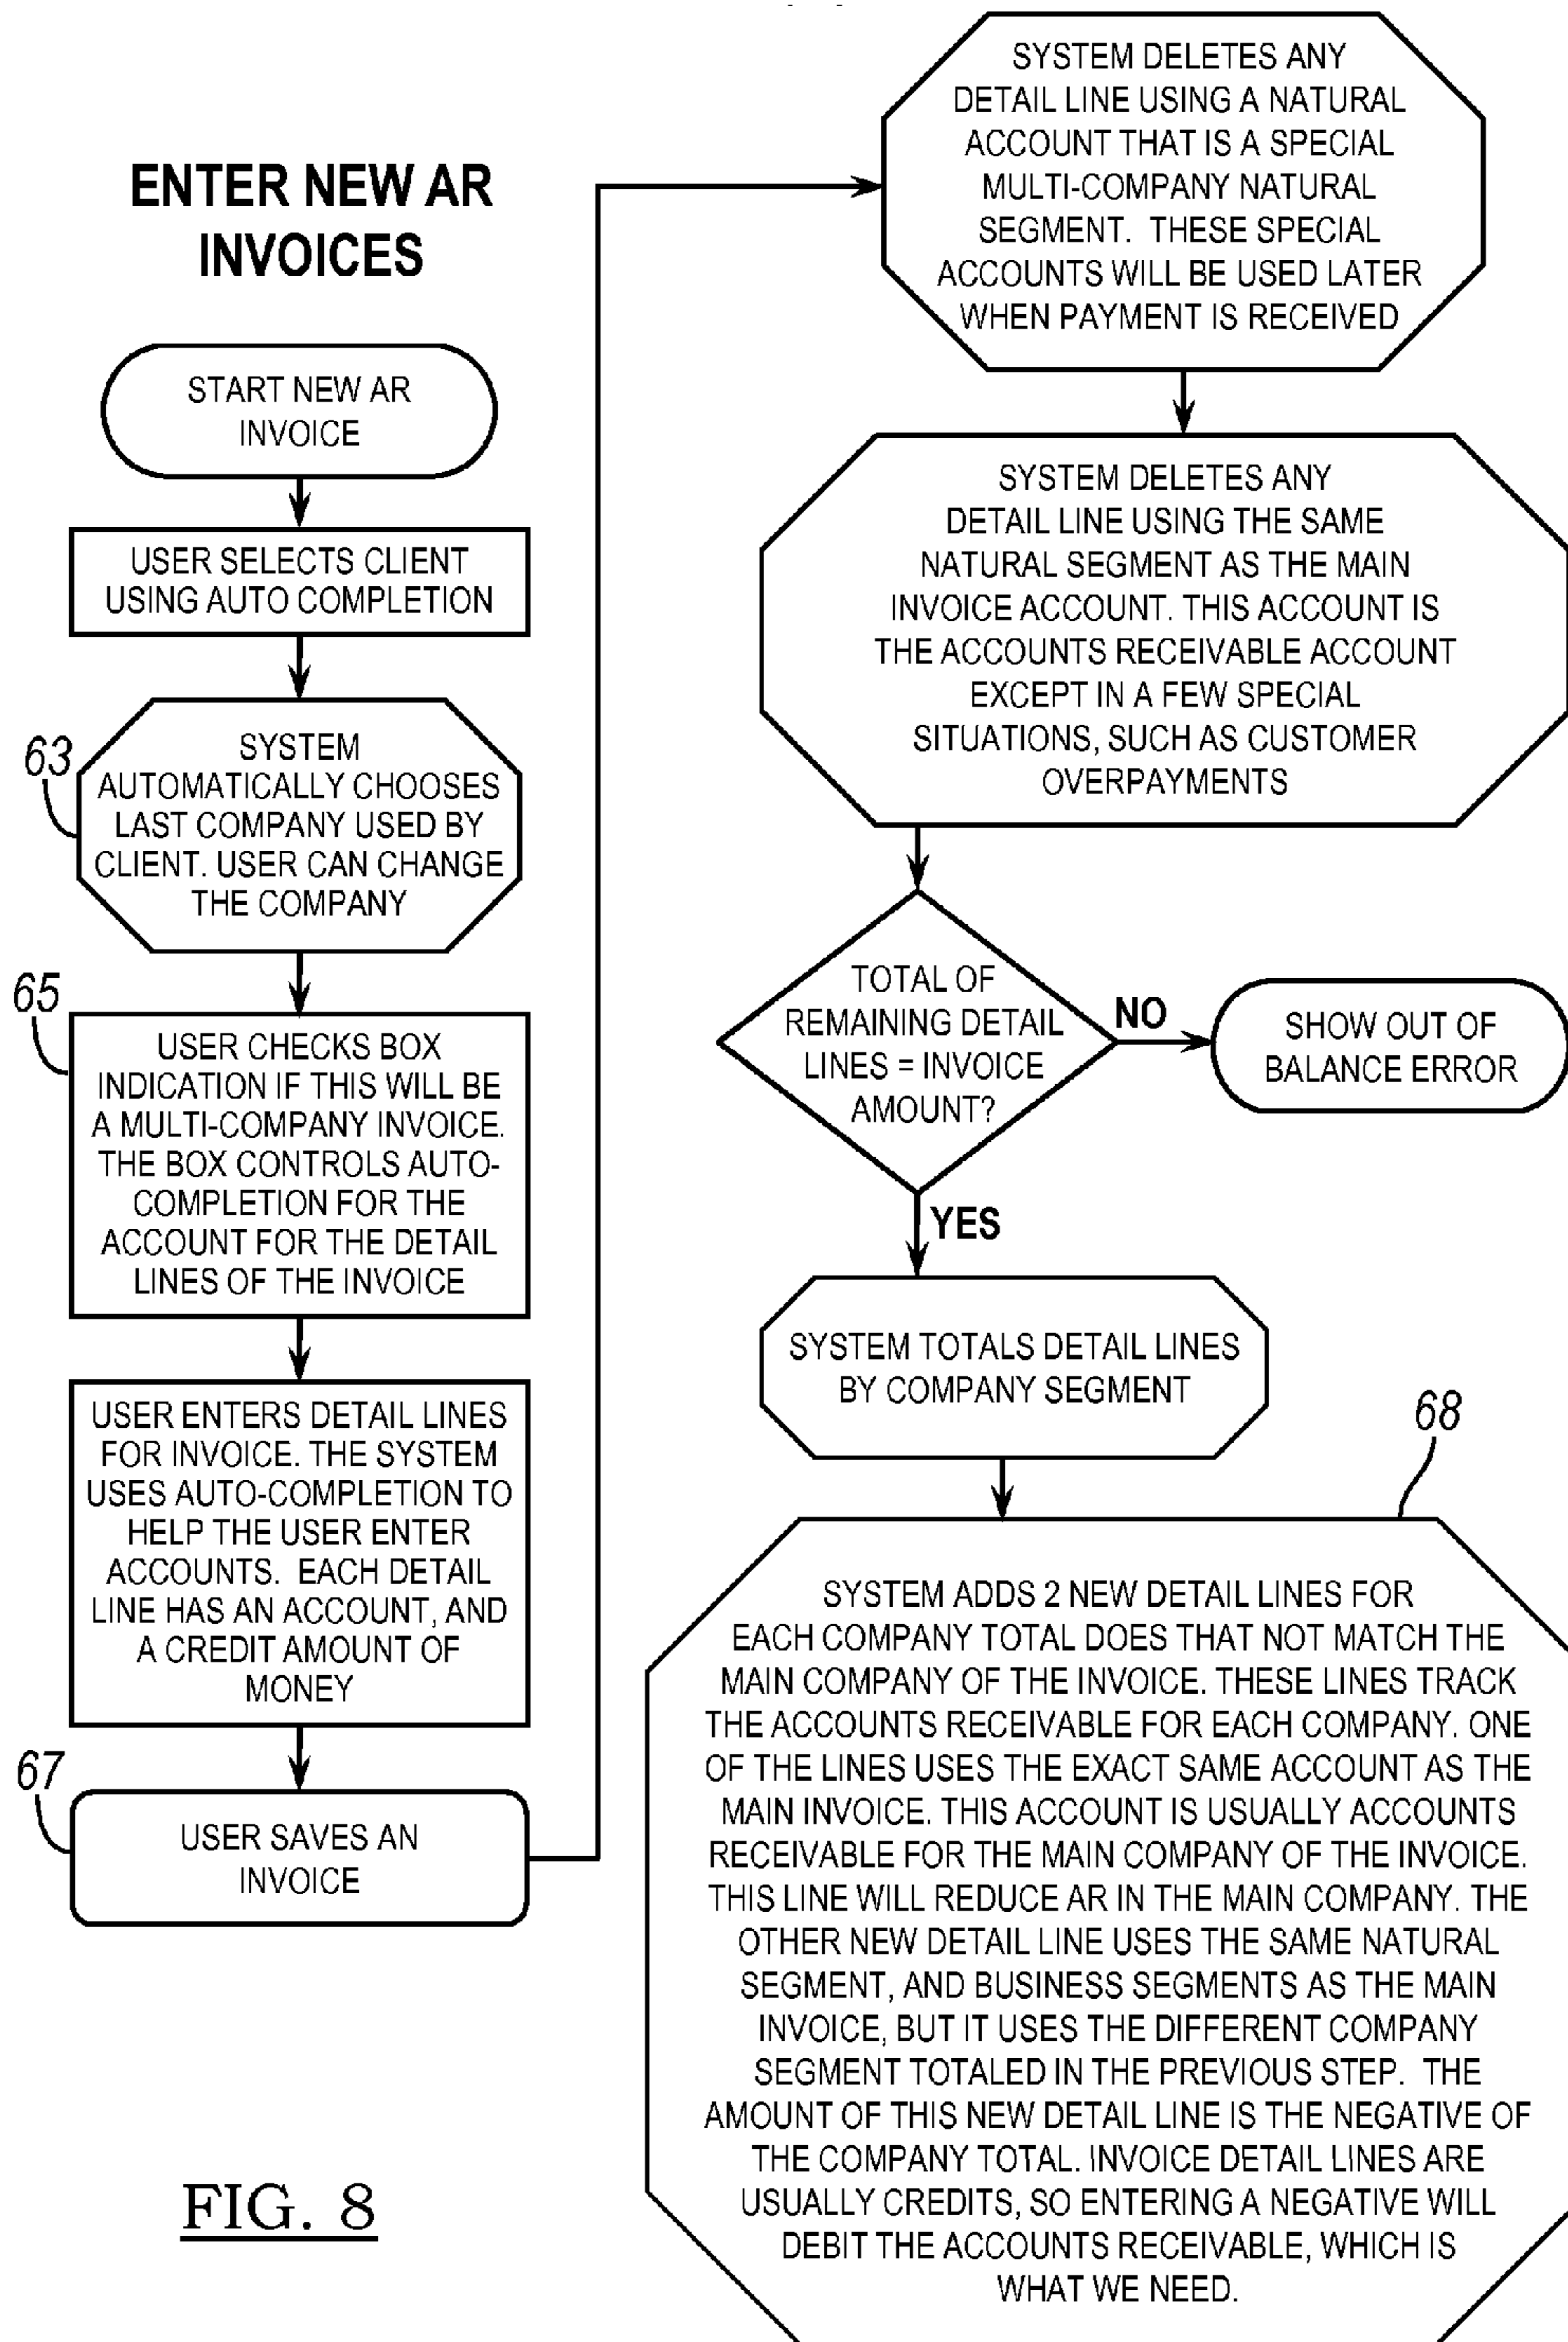 ENTER NEW AR
INVOICES
START NEW AR
INVOICE
USER SELECTS CLIENT
USING AUTO COMPLETION
63
SYSTEM
AUTOMATICALLY CHOOSES
LAST COMPANY USED BY
CLIENT. USER CAN CHANGE
THE COMPANY
65
USER CHECKS BOX
INDICATION IF THIS WILL BE
A MULTI-COMPANY INVOICE.
THE BOX CONTROLS AUTO-
COMPLETION FOR THE
ACCOUNT FOR THE DETAIL
LINES OF THE INVOICE
USER ENTERS DETAIL LINES
FOR INVOICE. THE SYSTEM
USES AUTO-COMPLETION TO
HELP THE USER ENTER
ACCOUNTS. EACH DETAIL
LINE HAS AN ACCOUNT, AND
A CREDIT AMOUNT OF
MONEY
67
USER SAVES AN
INVOICE
SYSTEM DELETES ANY
DETAIL LINE USING A NATURAL
ACCOUNT THAT IS A SPECIAL
MULTI-COMPANY NATURAL
SEGMENT. THESE SPECIAL
ACCOUNTS WILL BE USED LATER
WHEN PAYMENT IS RECEIVED
SYSTEM DELETES ANY
DETAIL LINE USING THE SAME
NATURAL SEGMENT AS THE MAIN
INVOICE ACCOUNT. THIS ACCOUNT IS
THE ACCOUNTS RECEIVABLE ACCOUNT
EXCEPT IN A FEW SPECIAL
SITUATIONS, SUCH AS CUSTOMER
OVERPAYMENTS
TOTAL OF
REMAINING DETAIL
LINES = INVOICE
AMOUNT?
NO
SHOW OUT OF
BALANCE ERROR
YES
SYSTEM TOTALS DETAIL LINES
BY COMPANY SEGMENT
68
SYSTEM ADDS 2 NEW DETAIL LINES FOR
EACH COMPANY TOTAL DOES THAT NOT MATCH THE
MAIN COMPANY OF THE INVOICE. THESE LINES TRACK
THE ACCOUNTS RECEIVABLE FOR EACH COMPANY. ONE
OF THE LINES USES THE EXACT SAME ACCOUNT AS THE
MAIN INVOICE. THIS ACCOUNT IS USUALLY ACCOUNTS
RECEIVABLE FOR THE MAIN COMPANY OF THE INVOICE.
THIS LINE WILL REDUCE AR IN THE MAIN COMPANY. THE
OTHER NEW DETAIL LINE USES THE SAME NATURAL
SEGMENT, AND BUSINESS SEGMENTS AS THE MAIN
INVOICE, BUT IT USES THE DIFFERENT COMPANY
SEGMENT TOTALED IN THE PREVIOUS STEP. THE
AMOUNT OF THIS NEW DETAIL LINE IS THE NEGATIVE OF
THE COMPANY TOTAL. INVOICE DETAIL LINES ARE
USUALLY CREDITS, SO ENTERING A NEGATIVE WILL
DEBIT THE ACCOUNTS RECEIVABLE, WHICH IS
WHAT WE NEED.
FIG. 8